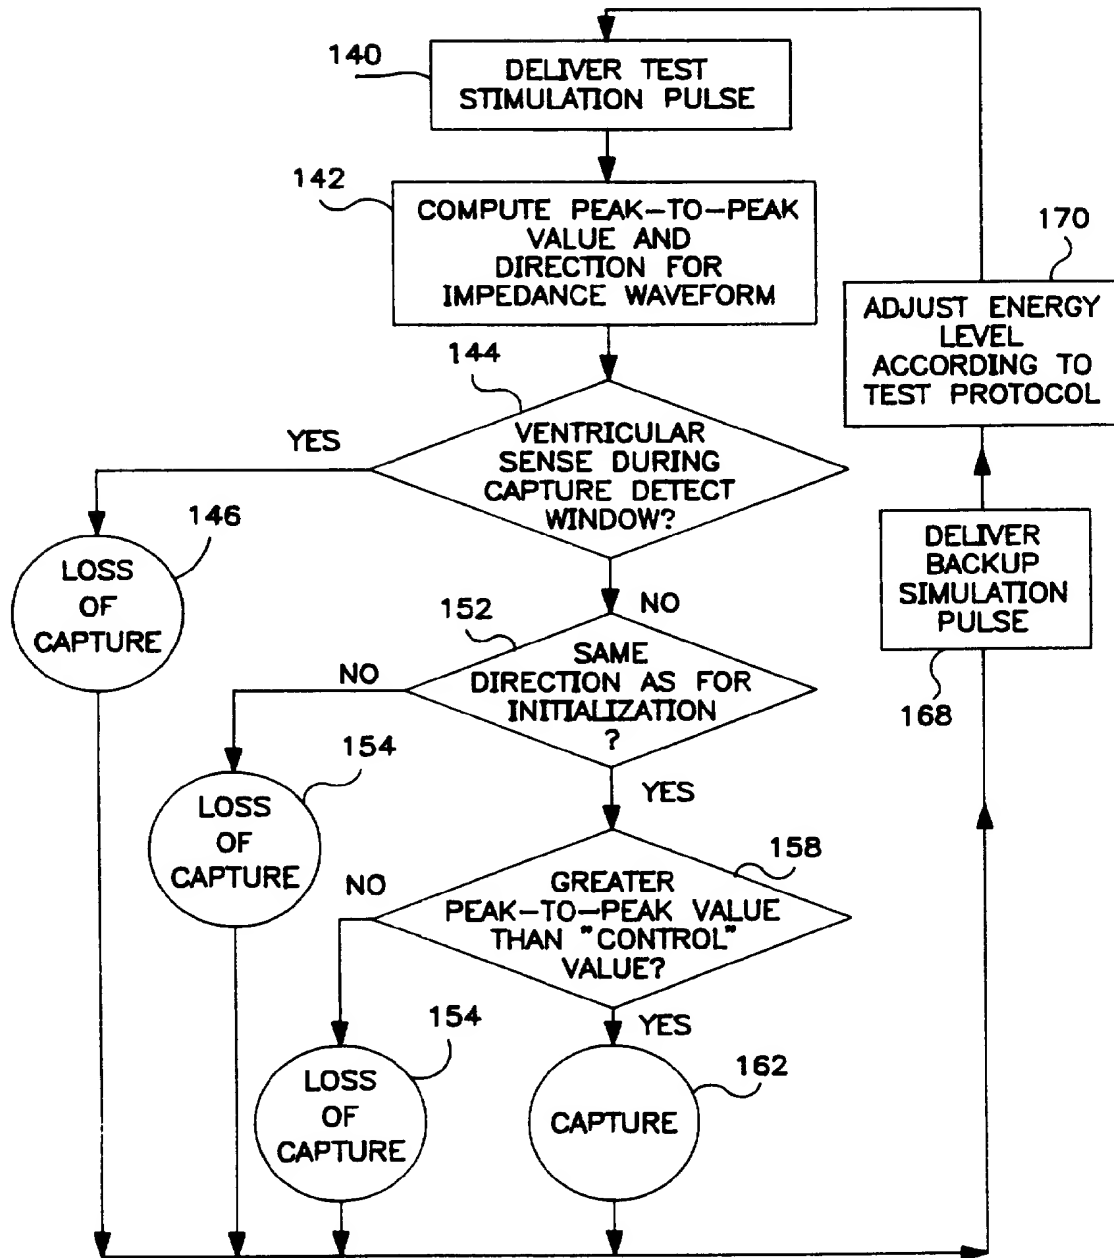 140
DELIVER TEST
STIMULATION PULSE
142
COMPUTE PEAK-TO-PEAK
VALUE AND
DIRECTION FOR
IMPEDANCE WAVEFORM
170
ADJUST ENERGY
LEVEL
ACCORDING TO
TEST PROTOCOL
144
YES
VENTRICULAR
SENSE DURING
CAPTURE DETECT
WINDOW?
146
LOSS
OF
CAPTURE
DELIVER
BACKUP
SIMULATION
PULSE
168
NO
152
NO
SAME
DIRECTION AS FOR
INITIALIZATION
?
154
LOSS
OF
CAPTURE
YES
158
NO
GREATER
PEAK-TO-PEAK VALUE
THAN "CONTROL"
VALUE?
154
LOSS
OF
CAPTURE
YES
162
CAPTURE